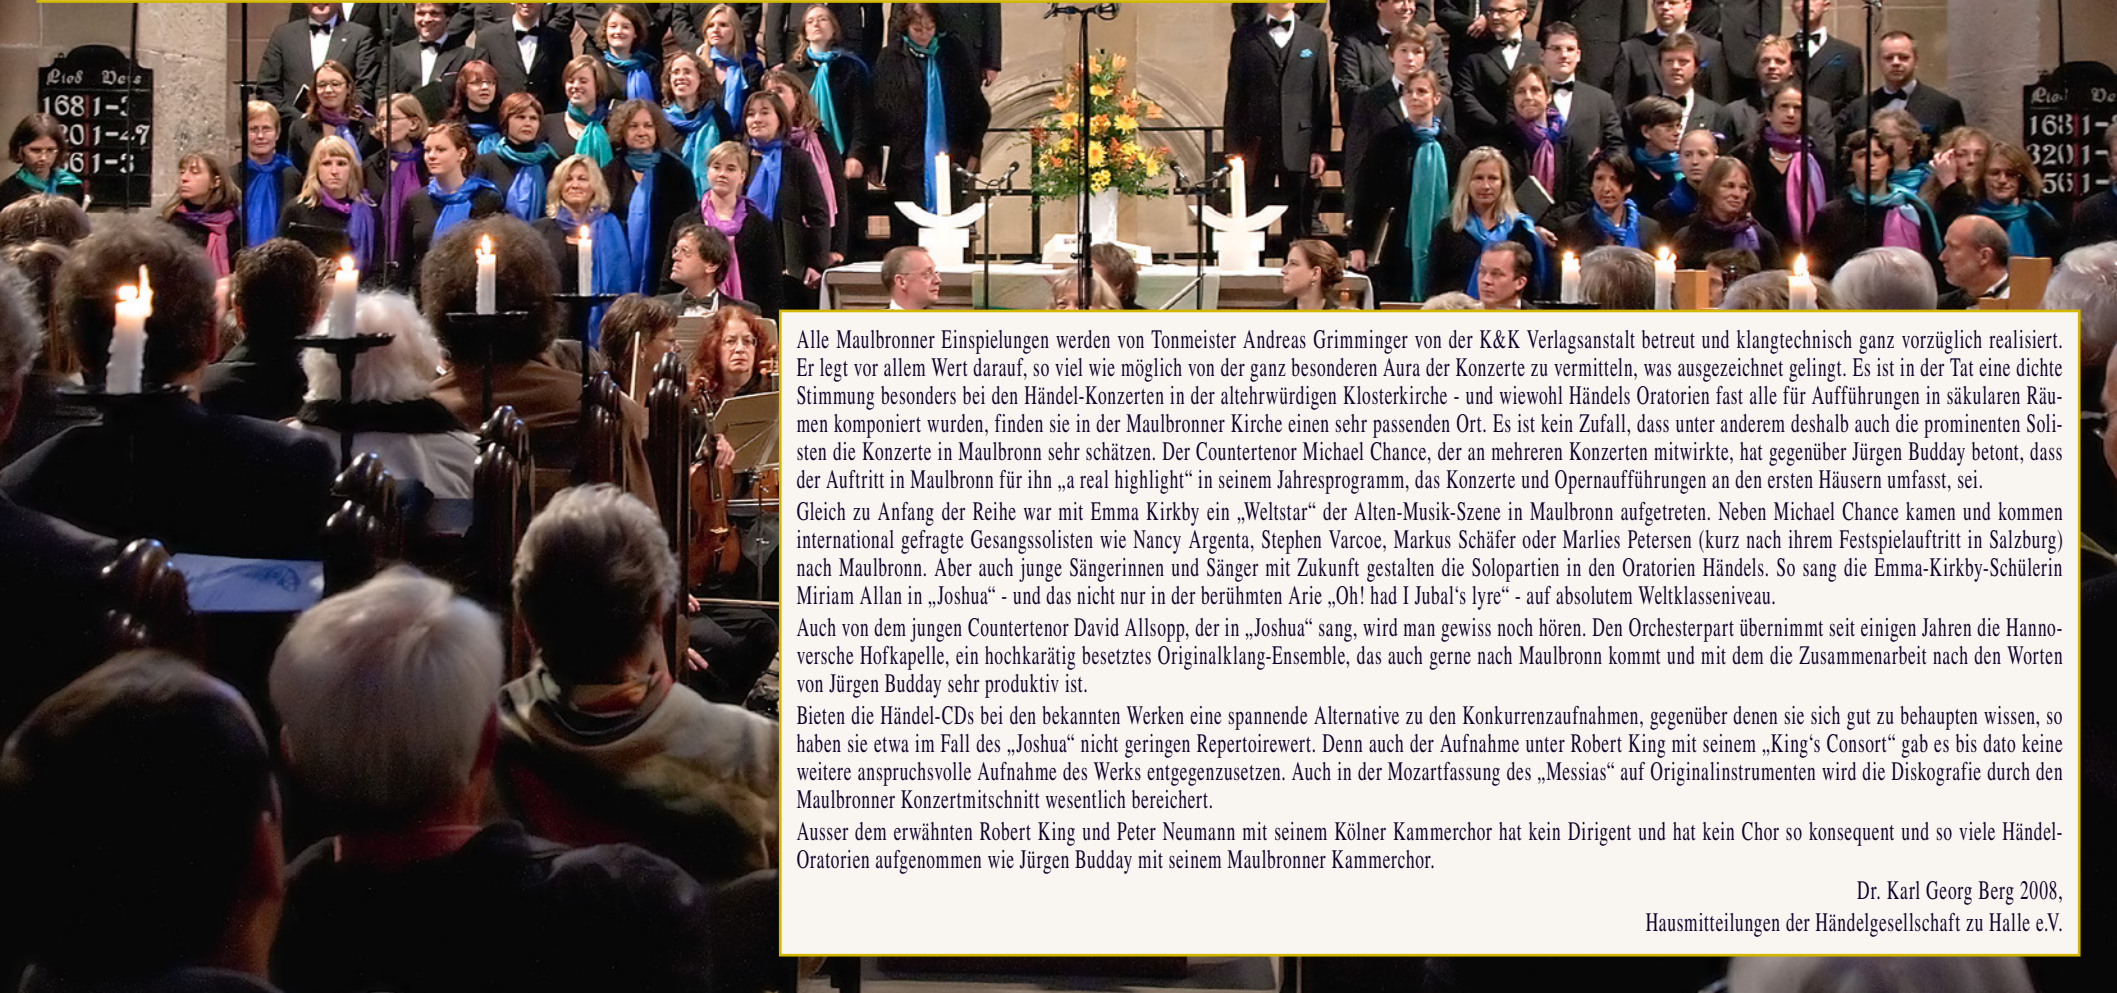 Lied Vers
168 1-3
201-47
61-3
Lied
168 1-
320 1-
561-
Alle Maulbronner Einspielungen werden von Tonmeister Andreas Grimminger von der K&K Verlagsanstalt betreut und klangtechnisch ganz vorzüglich realisiert.
Er legt vor allem Wert darauf, so viel wie möglich von der ganz besonderen Aura der Konzerte zu vermitteln, was ausgezeichnet gelingt. Es ist in der Tat eine dichte
Stimmung besonders bei den Händel-Konzerten in der altehrwürdigen Klosterkirche - und wiewohl Händels Oratorien fast alle für Aufführungen in säkularen Räu-
men komponiert wurden, finden sie in der Maulbronner Kirche einen sehr passenden Ort. Es ist kein Zufall, dass unter anderem deshalb auch die prominenten Soli-
sten die Konzerte in Maulbronn sehr schätzen. Der Countertenor Michael Chance, der an mehreren Konzerten mitwirkte, hat gegenüber Jürgen Budday betont, dass
der Auftritt in Maulbronn für ihn „a real highlight“ in seinem Jahresprogramm, das Konzerte und Opernaufführungen an den ersten Häusern umfasst, sei.
Gleich zu Anfang der Reihe war mit Emma Kirkby ein „Weltstar“ der Alten-Musik-Szene in Maulbronn aufgetreten. Neben Michael Chance kamen und kommen
international gefragte Gesangssolisten wie Nancy Argenta, Stephen Varcoe, Markus Schäfer oder Marlies Petersen (kurz nach ihrem Festspielauftritt in Salzburg)
nach Maulbronn. Aber auch junge Sängerinnen und Sänger mit Zukunft gestalten die Solopartien in den Oratorien Händels. So sang die Emma-Kirkby-Schülerin
Miriam Allan in „Joshua“ - und das nicht nur in der berühmten Arie „Oh! had I Jubal‘s lyre“ - auf absolutem Weltklasseniveau.
Auch von dem jungen Countertenor David Allsopp, der in „Joshua“ sang, wird man gewiss noch hören. Den Orchesterpart übernimmt seit einigen Jahren die Hanno-
versche Hofkapelle, ein hochkarätig besetztes Originalklang-Ensemble, das auch gerne nach Maulbronn kommt und mit dem die Zusammenarbeit nach den Worten
von Jürgen Budday sehr produktiv ist.
Bieten die Händel-CDs bei den bekannten Werken eine spannende Alternative zu den Konkurrenzaufnahmen, gegenüber denen sie sich gut zu behaupten wissen, so
haben sie etwa im Fall des „Joshua“ nicht geringen Repertoirewert. Denn auch der Aufnahme unter Robert King mit seinem „King‘s Consort“ gab es bis dato keine
weitere anspruchsvolle Aufnahme des Werks entgegenzusetzen. Auch in der Mozartfassung des „Messias“ auf Originalinstrumenten wird die Diskografie durch den
Maulbronner Konzertmitschnitt wesentlich bereichert.
Ausser dem erwähnten Robert King und Peter Neumann mit seinem Kölner Kammerchor hat kein Dirigent und hat kein Chor so konsequent und so viele Händel-
Oratorien aufgenommen wie Jürgen Budday mit seinem Maulbronner Kammerchor.
Dr. Karl Georg Berg 2008,
Hausmitteilungen der Händelgesellschaft zu Halle e.V.